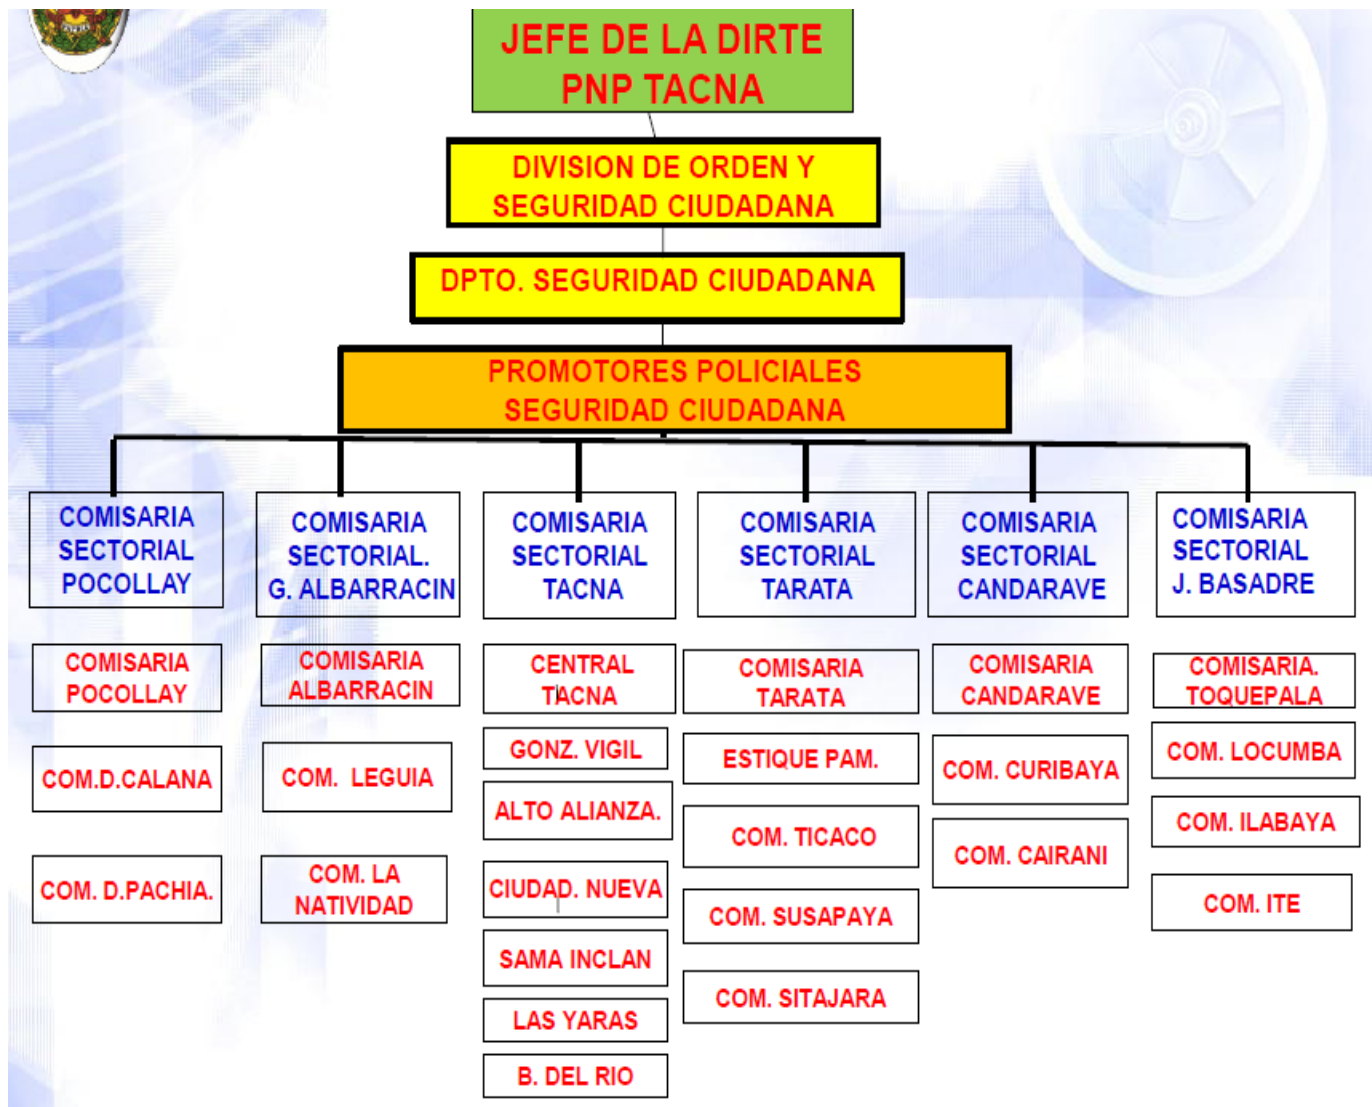 JEFE DE LA DIRTE
PNP TACNA
DIVISION DE ORDEN Y
SEGURIDAD CIUDADANA
DPTO. SEGURIDAD CIUDADANA
PROMOTORES POLICIALES
SEGURIDAD CIUDADANA
COMISARIA
SECTORIAL
POCOLLAY
COMISARIA
SECTORIAL.
G. ALBARRACIN
COMISARIA
SECTORIAL
TACNA
COMISARIA
SECTORIAL
TARATA
COMISARIA
SECTORIAL
CANDARAVE
COMISARIA
SECTORIAL
J. BASADRE
COMISARIA
POCOLLAY
COM.D.CALANA
COM. D.PACHIA.
COMISARIA
ALBARRACIN
COM. LEGUIA
COM. LA
NATIVIDAD
CENTRAL
TACNA
GONZ. VIGIL
ALTO ALIANZA.
CIUDAD. NUEVA
SAMA INCLAN
LAS YARAS
B. DEL RIO
COMISARIA
TARATA
ESTIQUE PAM.
COM. TICACO
COM. SUSAPAYA
COM. SITAJARA
COMISARIA
CANDARAVE
COM. CURIBAYA
COM. CAIRANI
COMISARIA.
TOQUEPALA
COM. LOCUMBA
COM. ILABAYA
COM. ITE